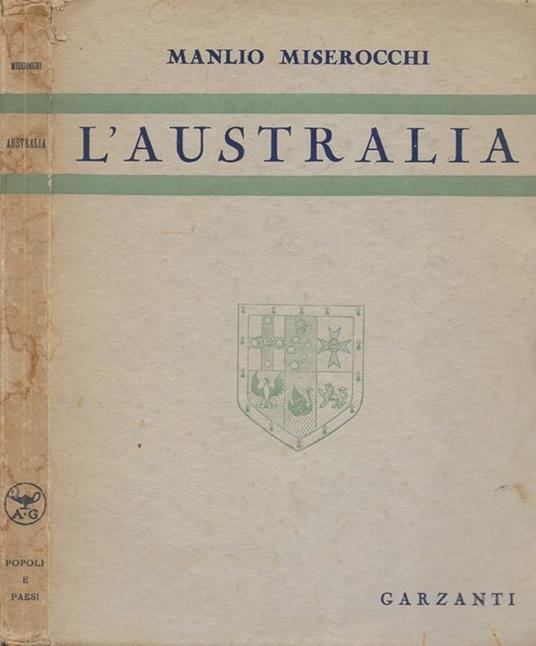 MISEROCCHI
AUSTRALIA
A·G
POPOLI
E
PAESI
MANLIO MISEROCCHI
L'AUSTRALIA
GARZANTI